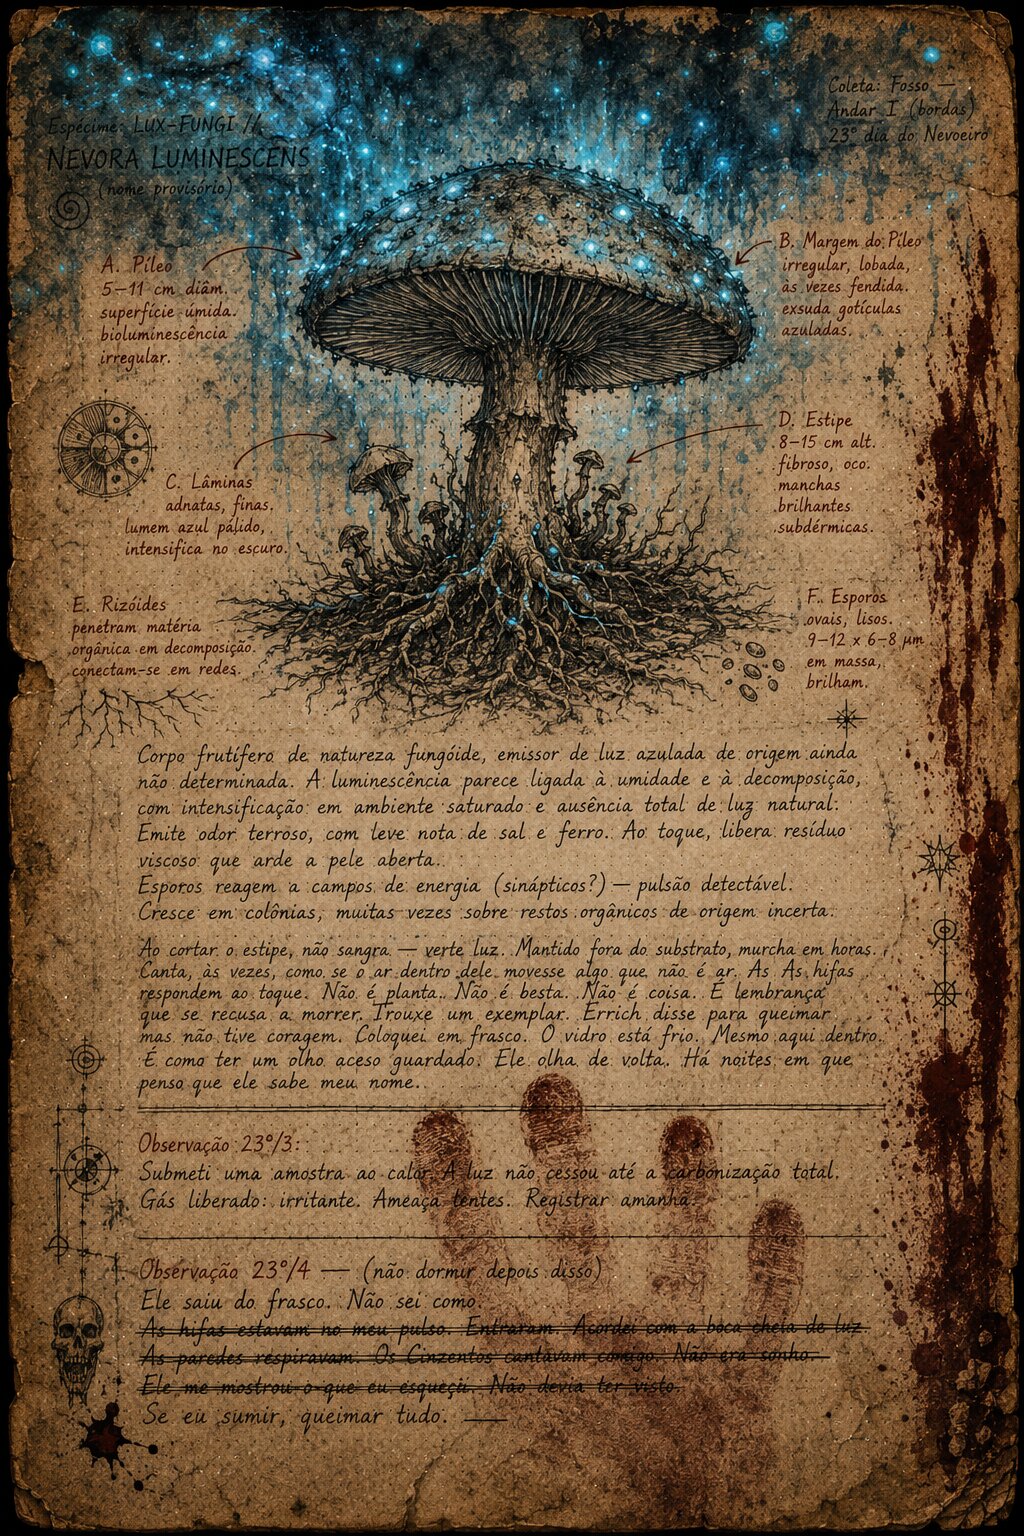 Espécime: LUX-FUNGI //
NEVORA LUMINESCENS
(nome provisório)
Coleta: Fosso —
Andar I (bordas)
23º dia do Nevoeiro
A. Píleo
5–11 cm diâm.
superfície úmida.
bioluminescência
irregular.
B. Margem do Píleo
irregular, lobada,
às vezes fendida.
exsuda gotículas
azuladas.
C. Lâminas
adnatas, finas.
lumem azul pálido,
intensifica no escuro.
D. Estipe
8–15 cm alt.
fibroso, oco.
manchas
brilhantes
subdérmicas.
E. Rizóides
penetram matéria
orgânica em decomposição.
conectam-se em redes.
F. Esporos
ovais, lisos.
9–12 x 6–8 µm
em massa,
brilham.
Corpo frutífero de natureza fungóide, emissor de luz azulada de origem ainda
não determinada. A luminescência parece ligada à umidade e à decomposição,
com intensificação em ambiente saturado e ausência total de luz natural.
Emite odor terroso, com leve nota de sal e ferro. Ao toque, libera resíduo
viscoso que arde a pele aberta.
Esporos reagem a campos de energia (sinápticos?) — pulsão detectável.
Cresce em colônias, muitas vezes sobre restos orgânicos de origem incerta.
Ao cortar o estipe, não sangra — verte luz. Mantido fora do substrato, murcha em horas.
Canta, às vezes, como se o ar dentro dele movesse algo que não é ar. As As hifas
respondem ao toque. Não é planta. Não é besta. Não é coisa. É lembrança
que se recusa a morrer. Trouxe um exemplar. Errich disse para queimar
mas não tive coragem. Coloquei em frasco. O vidro está frio. Mesmo aqui dentro.
É como ter um olho aceso guardado. Ele olha de volta. Há noites em que
penso que ele sabe meu nome.
Observação 23º/3:
Submeti uma amostra ao calor. A luz não cessou até a carbonização total.
Gás liberado: irritante. Ameaça tentes. Registrar amanhã.
Observação 23º/4 — (não dormir depois disso)
Ele saiu do frasco. Não sei como.
As hifas estavam no meu pulso. Entraram. Acordei com a boca cheia de luz.
As paredes respiravam. Os Cinzentos cantavam comigo. Não era sonho.
Ele me mostrou o que eu esqueci. Não devia ter visto.
Se eu sumir, queimar tudo. —